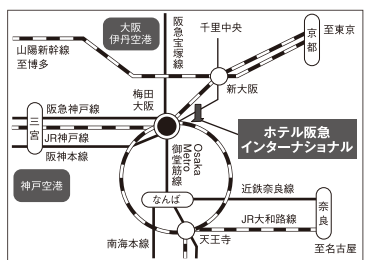 大阪
伊丹空港
阪急宝塚線
千里中央
京都
至東京
山陽新幹線
至博多
梅田
大阪
新大阪
三宮
阪急神戸線
JR神戸線
阪神本線
ホテル阪急
インターナショナル
Osaka
Metro
御堂筋線
神戸空港
なんば
近鉄奈良線
奈良
JR大和路線
南海本線
天王寺
至名古屋